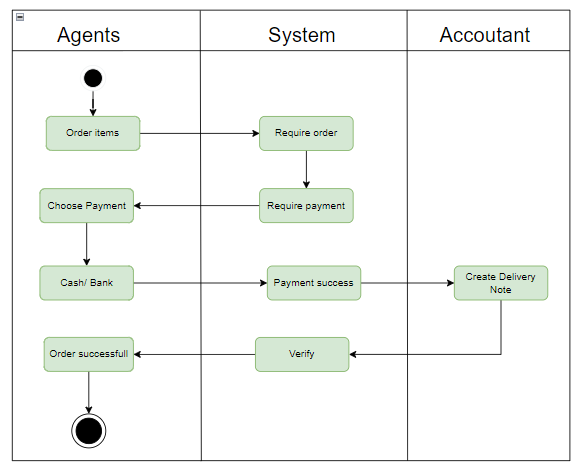 Agents
System
Accoutant
Order items
Require order
Choose Payment
Require payment
Cash/ Bank
Payment success
Create Delivery
Note
Order successfull
Verify